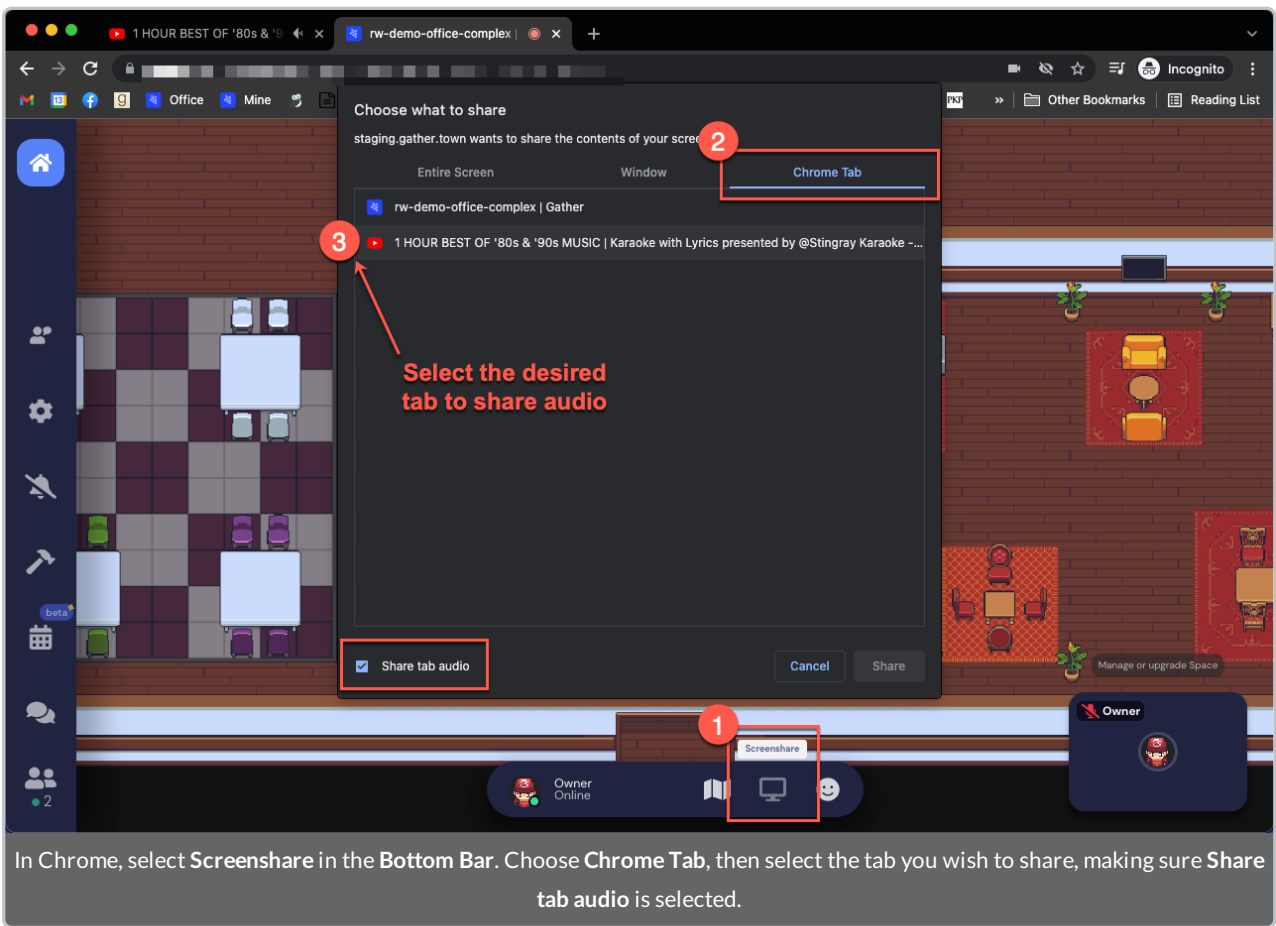 1 HOUR BEST OF '80s & '9
rw-demo-office-complex |
Incognito
13
g
Office
Mine
PKP
»
Other Bookmarks
Reading List
Choose what to share
staging.gather.town wants to share the contents of your scree
2
Entire Screen
Window
Chrome Tab
rw-demo-office-complex | Gather
3
1 HOUR BEST OF '80s & '90s MUSIC | Karaoke with Lyrics presented by @Stingray Karaoke -...
Select the desired
tab to share audio
beta
Share tab audio
Cancel
Share
Manage or upgrade Space
1
Owner
Screenshare
Owner
Online
2
In Chrome, select Screenshare in the Bottom Bar. Choose Chrome Tab, then select the tab you wish to share, making sure Share
tab audio is selected.